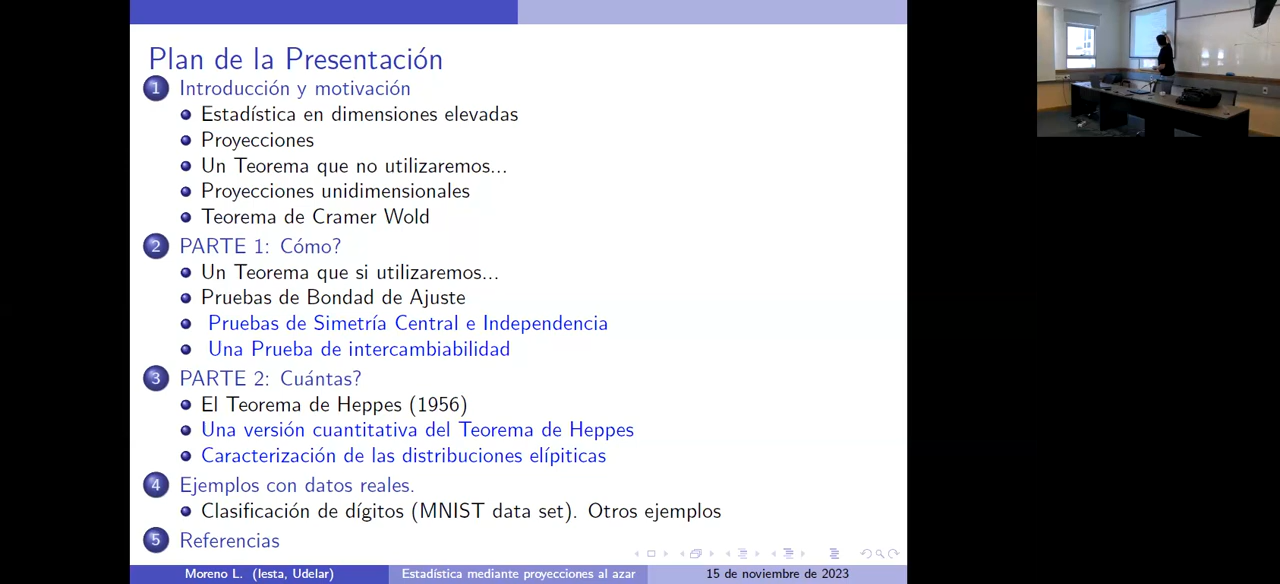 Plan de la Presentación
1 Introducción y motivación
Estadística en dimensiones elevadas
Proyecciones
Un Teorema que no utilizaremos...
Proyecciones unidimensionales
Teorema de Cramer Wold
2 PARTE 1: Cómo?
Un Teorema que si utilizaremos...
Pruebas de Bondad de Ajuste
Pruebas de Simetría Central e Independencia
Una Prueba de intercambiabilidad
3 PARTE 2: Cuántas?
El Teorema de Heppes (1956)
Una versión cuantitativa del Teorema de Heppes
Caracterización de las distribuciones elípiticas
4 Ejemplos con datos reales.
Clasificación de dígitos (MNIST data set). Otros ejemplos
5 Referencias
Moreno L. (Iesta, Udelar) Estadística mediante proyecciones al azar 15 de noviembre de 2023